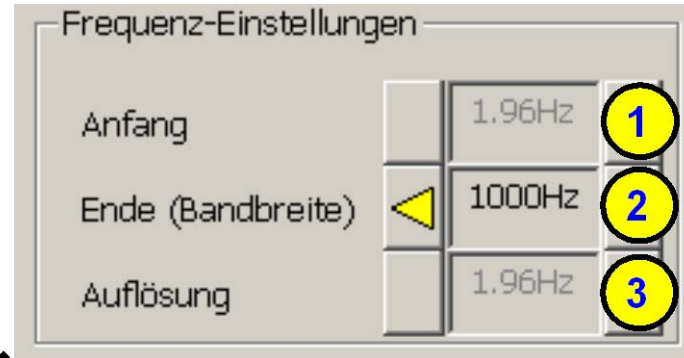 Frequenz-Einstellungen
Anfang 1.96Hz 1
Ende (Bandbreite) 1000Hz 2
Auflösung 1.96Hz 3